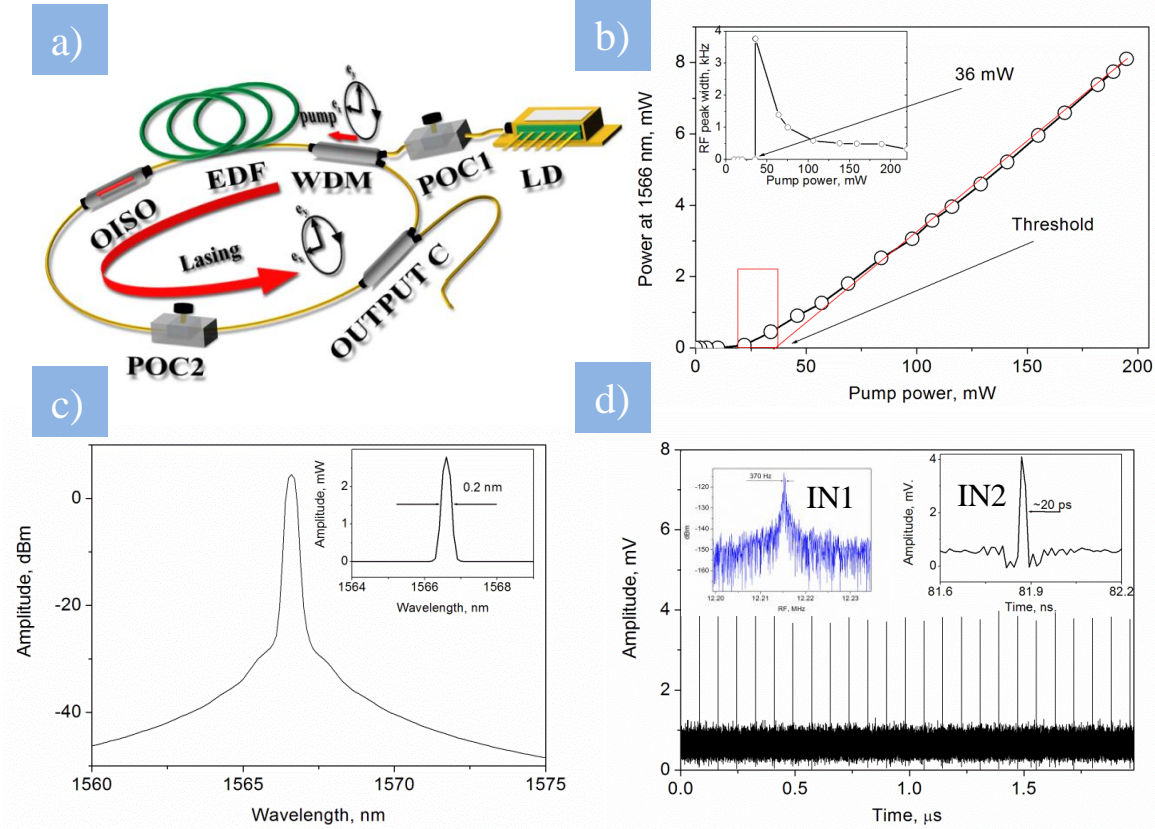 a)
pump
e_y
e_x
EDF
WDM
POC1
LD
OISO
Lasing
e_y
e_x
OUTPUT C
POC2
b)
Power at 1566 nm, mW
8
6
4
2
0
0
50
100
150
200
Pump power, mW
RF peak width, kHz
4
3
2
1
0
0
50
100
150
200
Pump power, mW
36 mW
Threshold
c)
Amplitude, dBm
0
-20
-40
1560
1565
1570
1575
Wavelength, nm
Amplitude, mW
2
1
0
1564
1566
1568
Wavelength, nm
0.2 nm
d)
Amplitude, mV
8
6
4
2
0
0.0
0.5
1.0
1.5
Time, μs
IN1
370 Hz
dBm
-120
-130
-140
-150
-160
12.20
12.21
12.22
12.23
RF, MHz
IN2
Amplitude, mV.
4
2
0
~20 ps
81.6
81.9
82.2
Time, ns